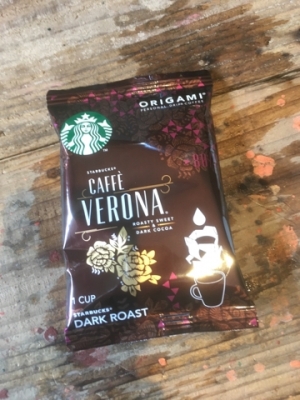 ORIGAMI®
PERSONAL DRIP COFFEE
STARBUCKS®
CAFFÈ
VERONA®
ROASTY SWEET
&
DARK COCOA
1 CUP
STARBUCKS®
DARK ROAST